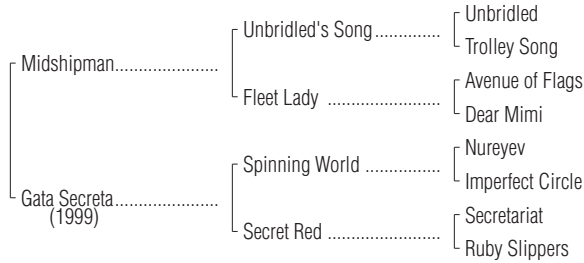 Unbridled
Unbridled's Song..............
Trolley Song
Midshipman......................
Avenue of Flags
Fleet Lady ........................
Dear Mimi
Nureyev
Spinning World ................
Imperfect Circle
Gata Secreta......................
(1999)
Secretariat
Secret Red ........................
Ruby Slippers